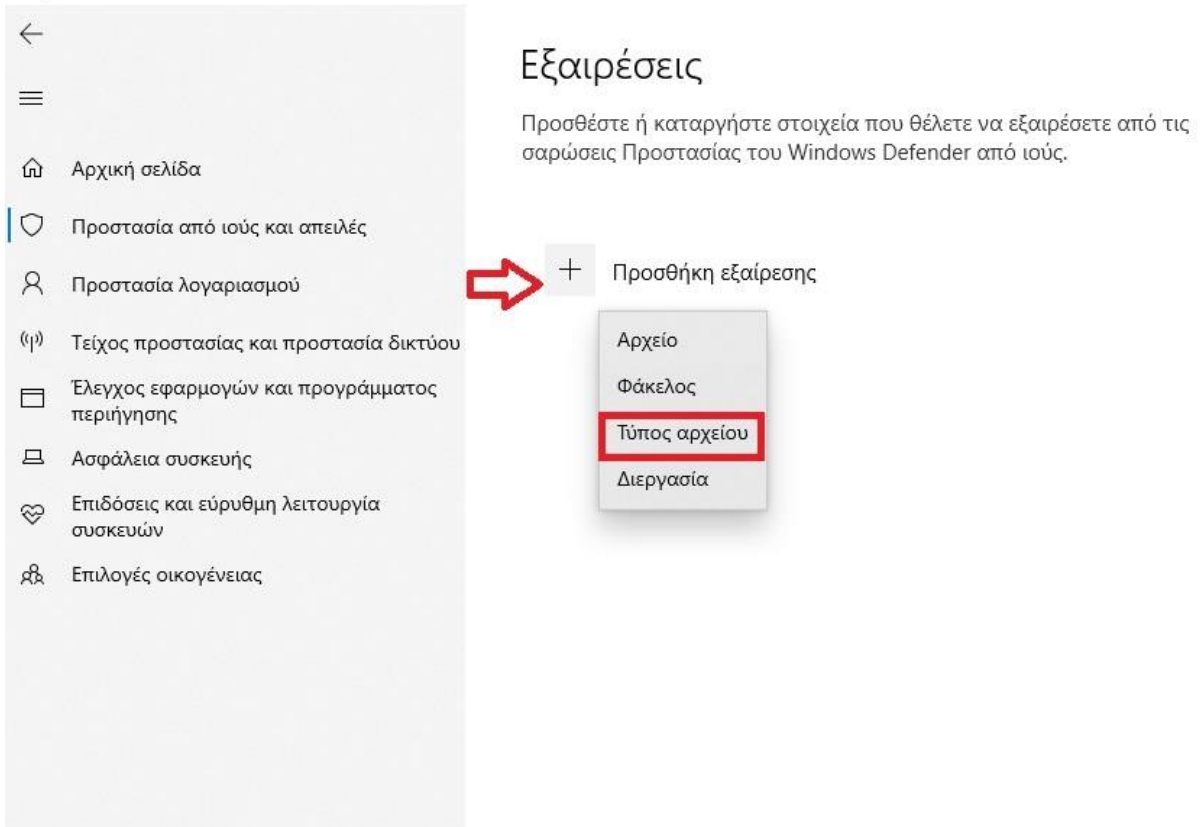 Αρχική σελίδα
Προστασία από ιούς και απειλές
Προστασία λογαριασμού
Τείχος προστασίας και προστασία δικτύου
Έλεγχος εφαρμογών και προγράμματος
περιήγησης
Ασφάλεια συσκευής
Επιδόσεις και εύρυθμη λειτουργία
συσκευών
Επιλογές οικογένειας
Εξαιρέσεις
Προσθέστε ή καταργήστε στοιχεία που θέλετε να εξαιρέσετε από τις
σαρώσεις Προστασίας του Windows Defender από ιούς.
Προσθήκη εξαίρεσης
Αρχείο
Φάκελος
Τύπος αρχείου
Διεργασία